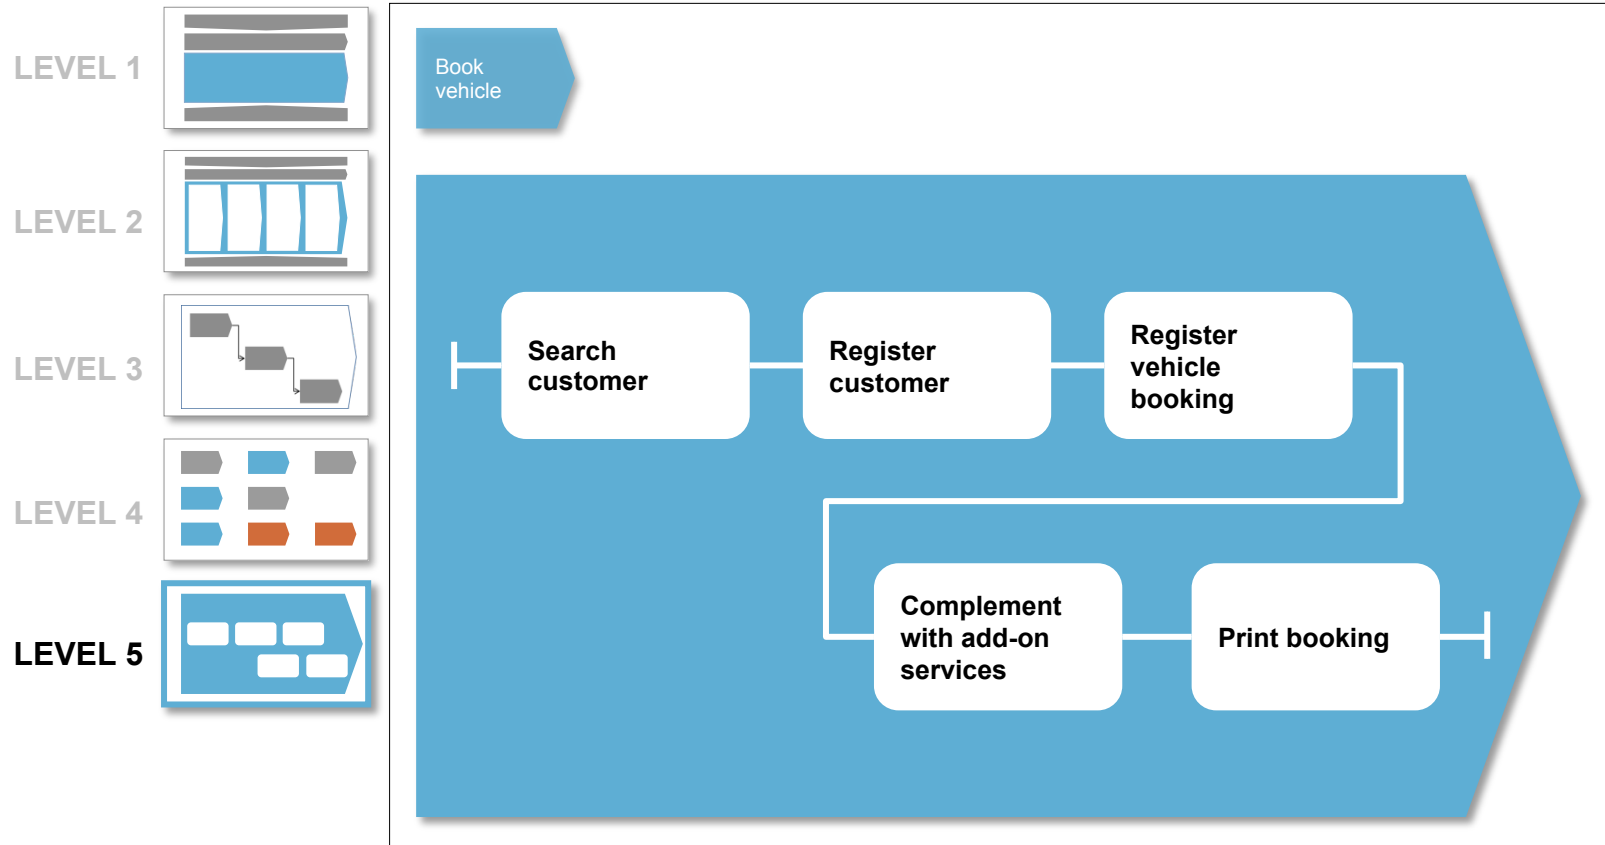 LEVEL 1
LEVEL 2
LEVEL 3
LEVEL 4
LEVEL 5
Book
vehicle
Search
customer
Register
customer
Register
vehicle
booking
Complement
with add-on
services
Print booking